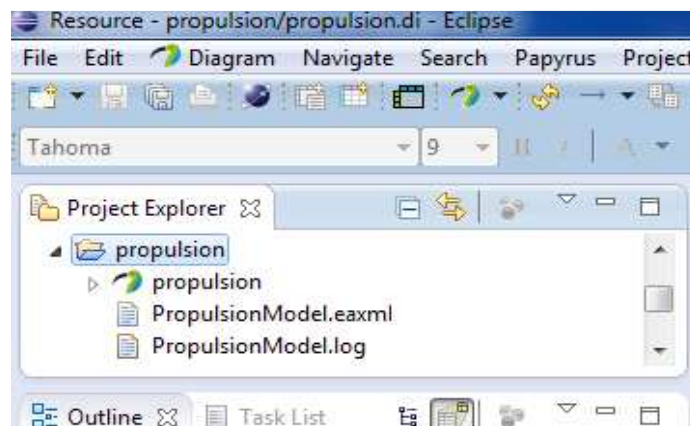 Resource - propulsion/propulsion.di - Eclipse
File Edit Diagram Navigate Search Papyrus Project
Tahoma 9
Project Explorer
propulsion
propulsion
PropulsionModel.eaxml
PropulsionModel.log
Outline Task List